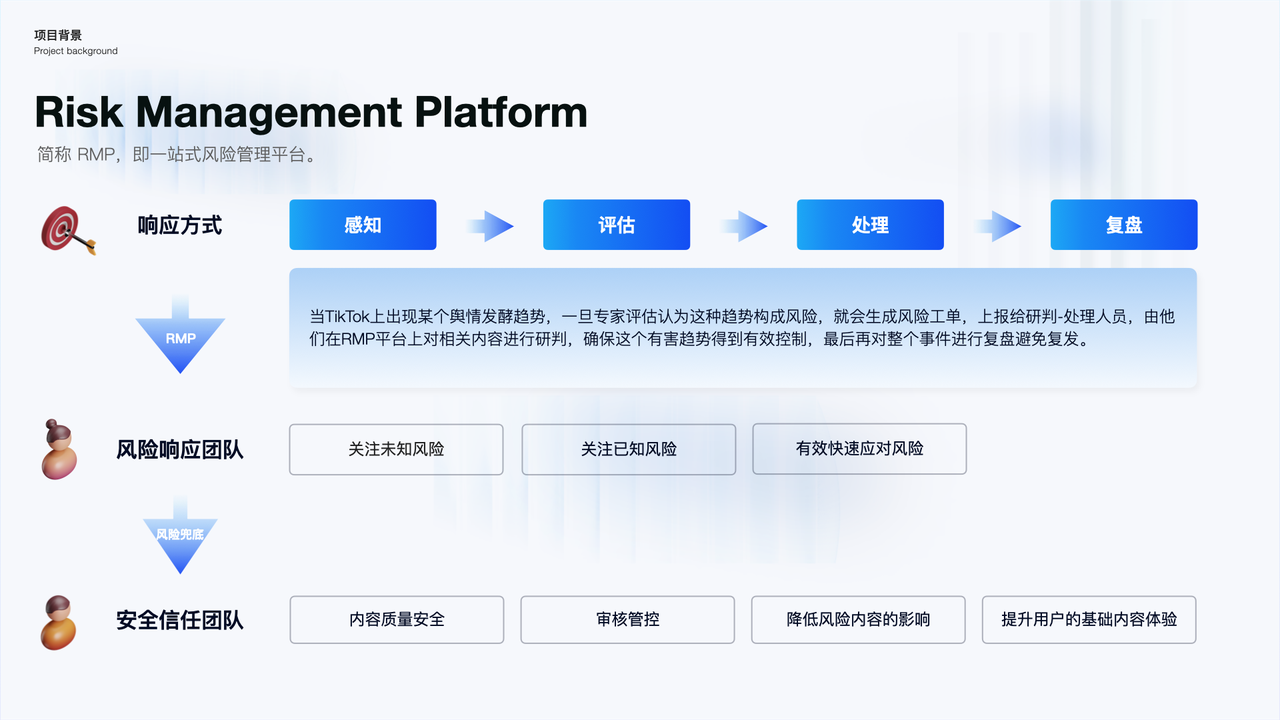 项目背景
Project background
Risk Management Platform
简称 RMP，即一站式风险管理平台。
响应方式
感知
评估
处理
复盘
RMP
当TikTok上出现某个舆情发酵趋势，一旦专家评估认为这种趋势构成风险，就会生成风险工单，上报给研判-处理人员，由他
们在RMP平台上对相关内容进行研判，确保这个有害趋势得到有效控制，最后再对整个事件进行复盘避免复发。
风险响应团队
关注未知风险
关注已知风险
有效快速应对风险
风险兜底
安全信任团队
内容质量安全
审核管控
降低风险内容的影响
提升用户的基础内容体验